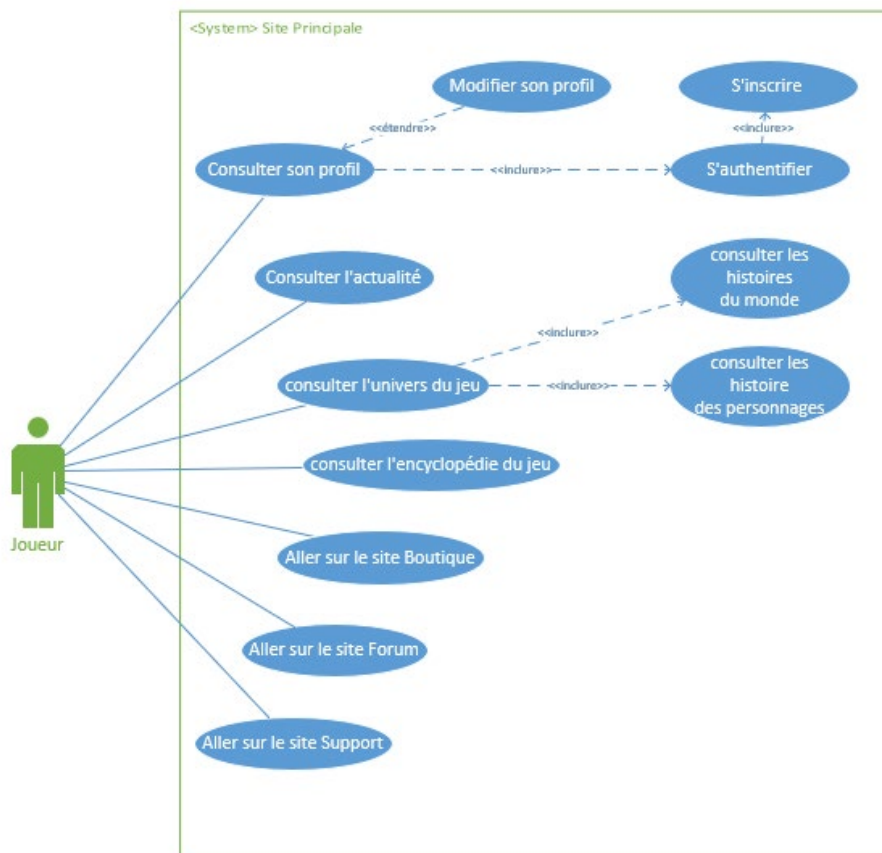 <System> Site Principale
Modifier son profil
S'inscrire
<<étendre>>
<<inclure>>
Consulter son profil
<<inclure>>
S'authentifier
Consulter l'actualité
consulter les
histoires
du monde
<<inclure>>
consulter l'univers du jeu
<<inclure>>
consulter les
histoire
des personnages
consulter l'encyclopédie du jeu
Joueur
Aller sur le site Boutique
Aller sur le site Forum
Aller sur le site Support